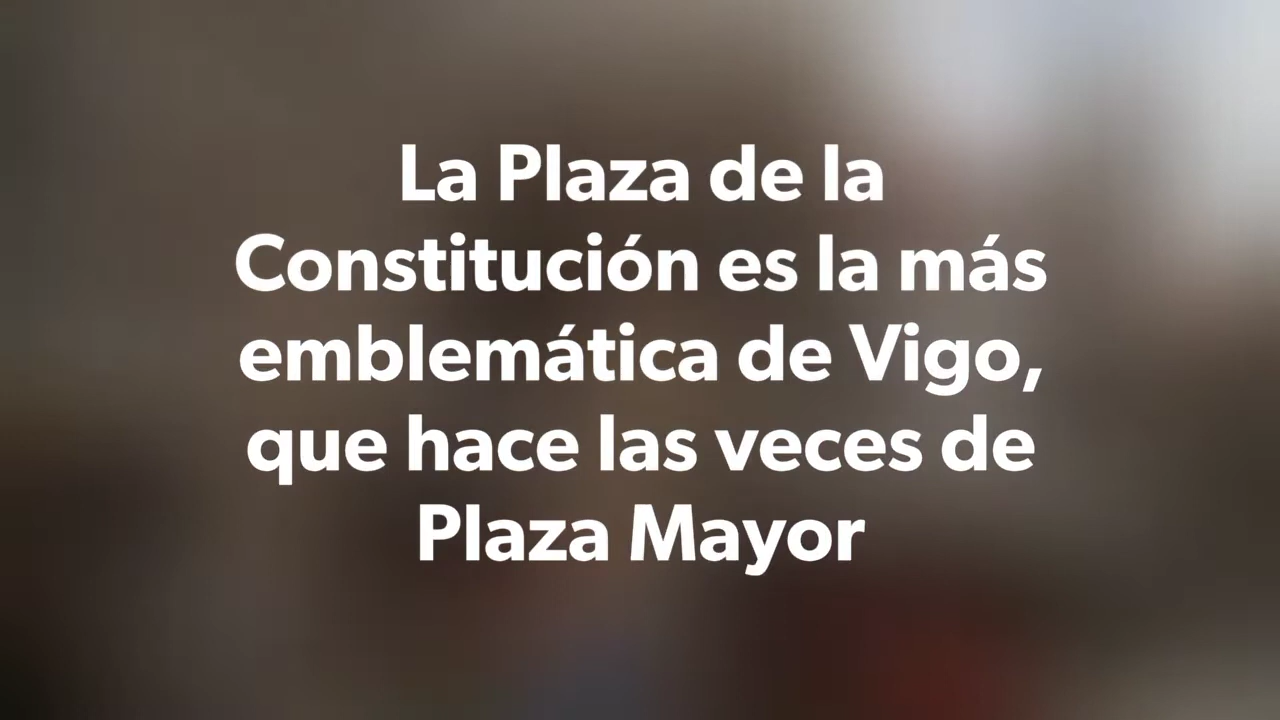 La Plaza de la
Constitución es la más
emblemática de Vigo,
que hace las veces de
Plaza Mayor